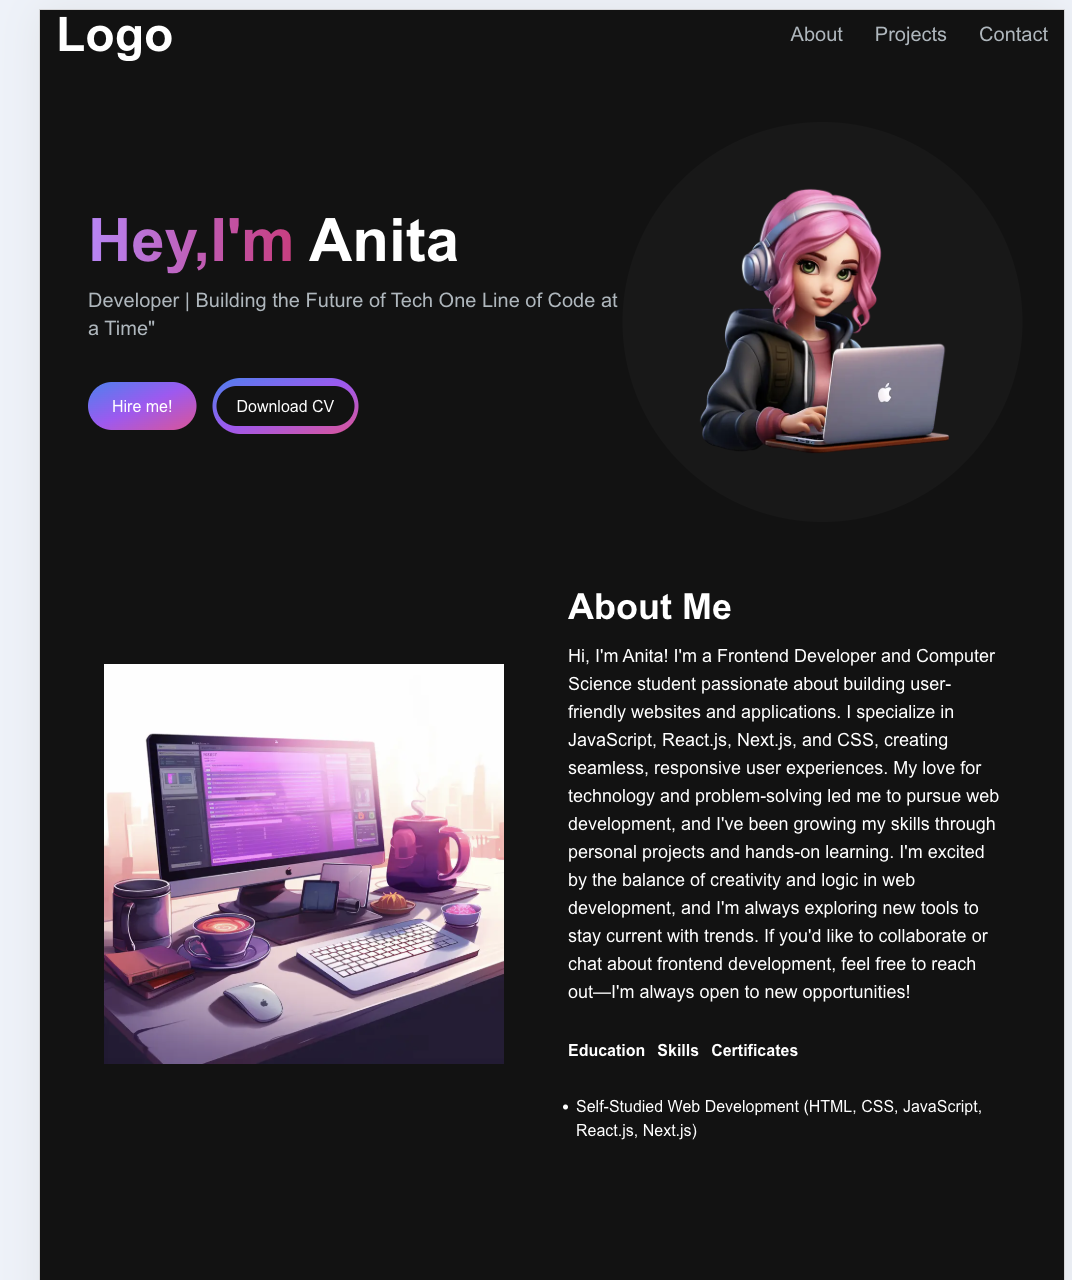 Logo
About Projects Contact
Hey,I'm Anita
Developer | Building the Future of Tech One Line of Code at
a Time"
Hire me! Download CV
About Me
Hi, I'm Anita! I'm a Frontend Developer and Computer
Science student passionate about building user-
friendly websites and applications. I specialize in
JavaScript, React.js, Next.js, and CSS, creating
seamless, responsive user experiences. My love for
technology and problem-solving led me to pursue web
development, and I've been growing my skills through
personal projects and hands-on learning. I'm excited
by the balance of creativity and logic in web
development, and I'm always exploring new tools to
stay current with trends. If you'd like to collaborate or
chat about frontend development, feel free to reach
out—I'm always open to new opportunities!
Education Skills Certificates
• Self-Studied Web Development (HTML, CSS, JavaScript,
React.js, Next.js)